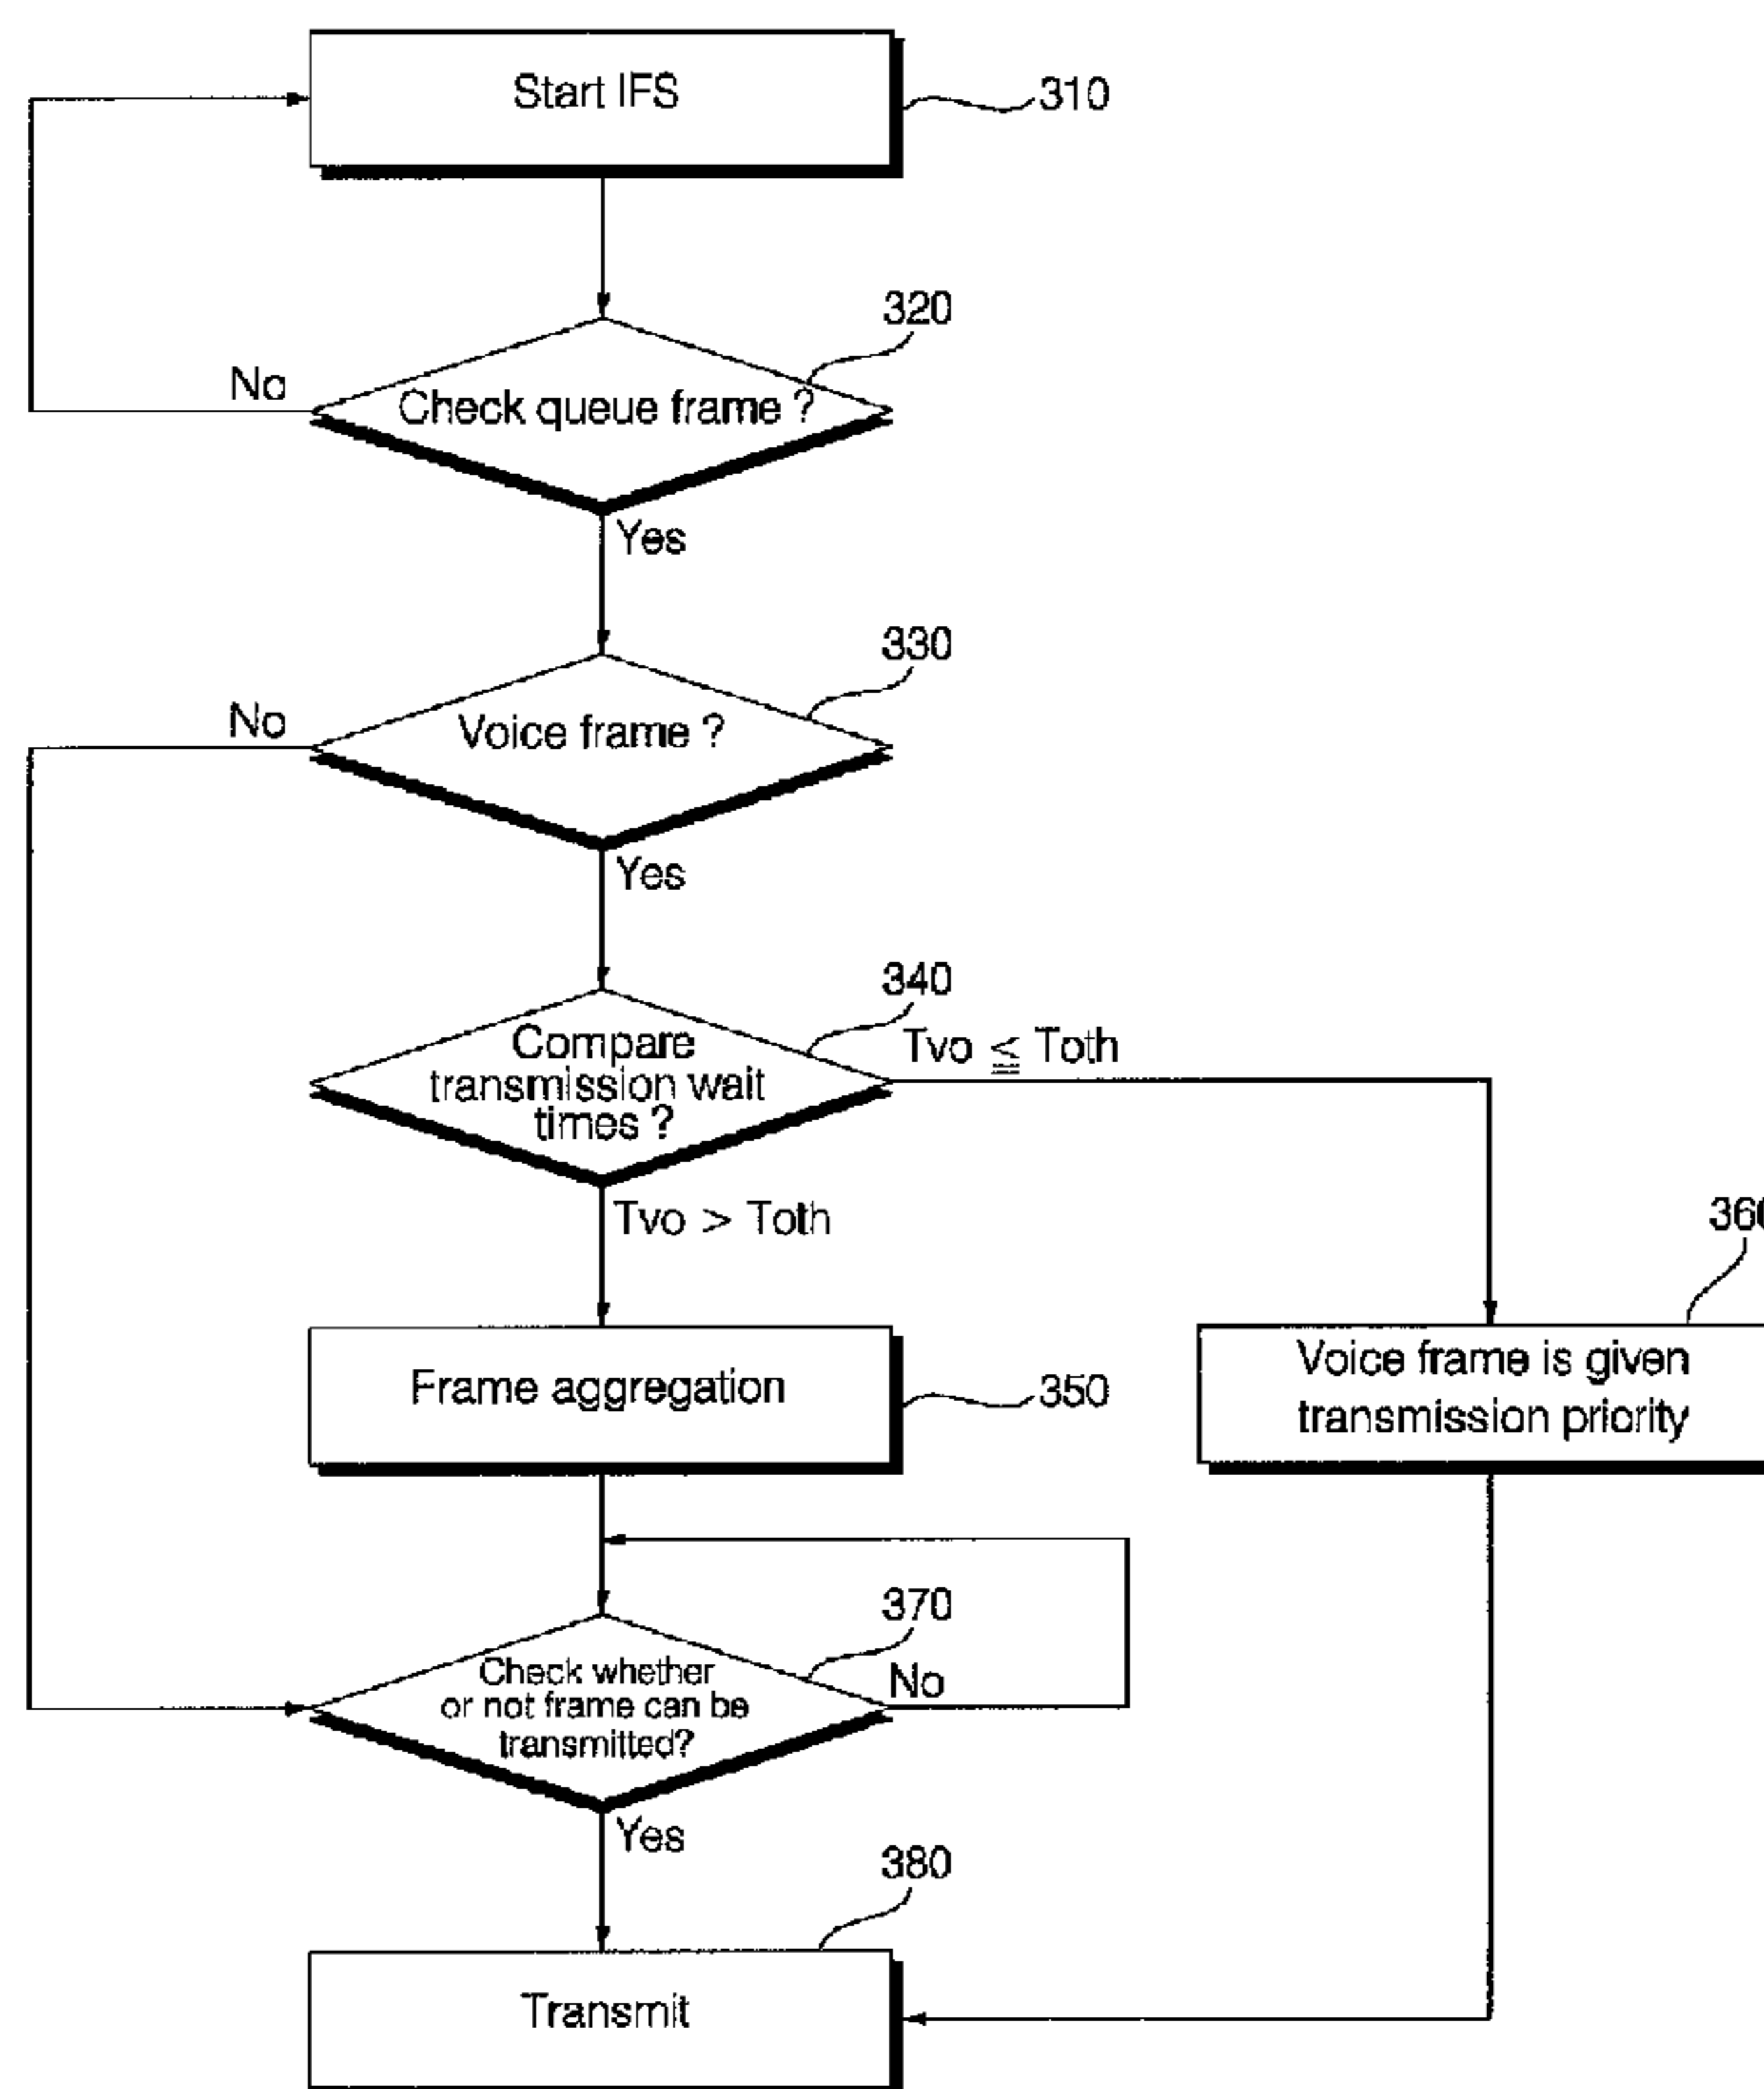 Start IFS
310
320
No
Check queue frame ?
Yes
330
No
Voice frame ?
Yes
340
Compare
transmission wait
times ?
Tvo ≦ Toth
Tvo > Toth
360
Frame aggregation
350
Voice frame is given
transmission priority
370
Check whether
or not frame can be
transmitted?
No
Yes
380
Transmit